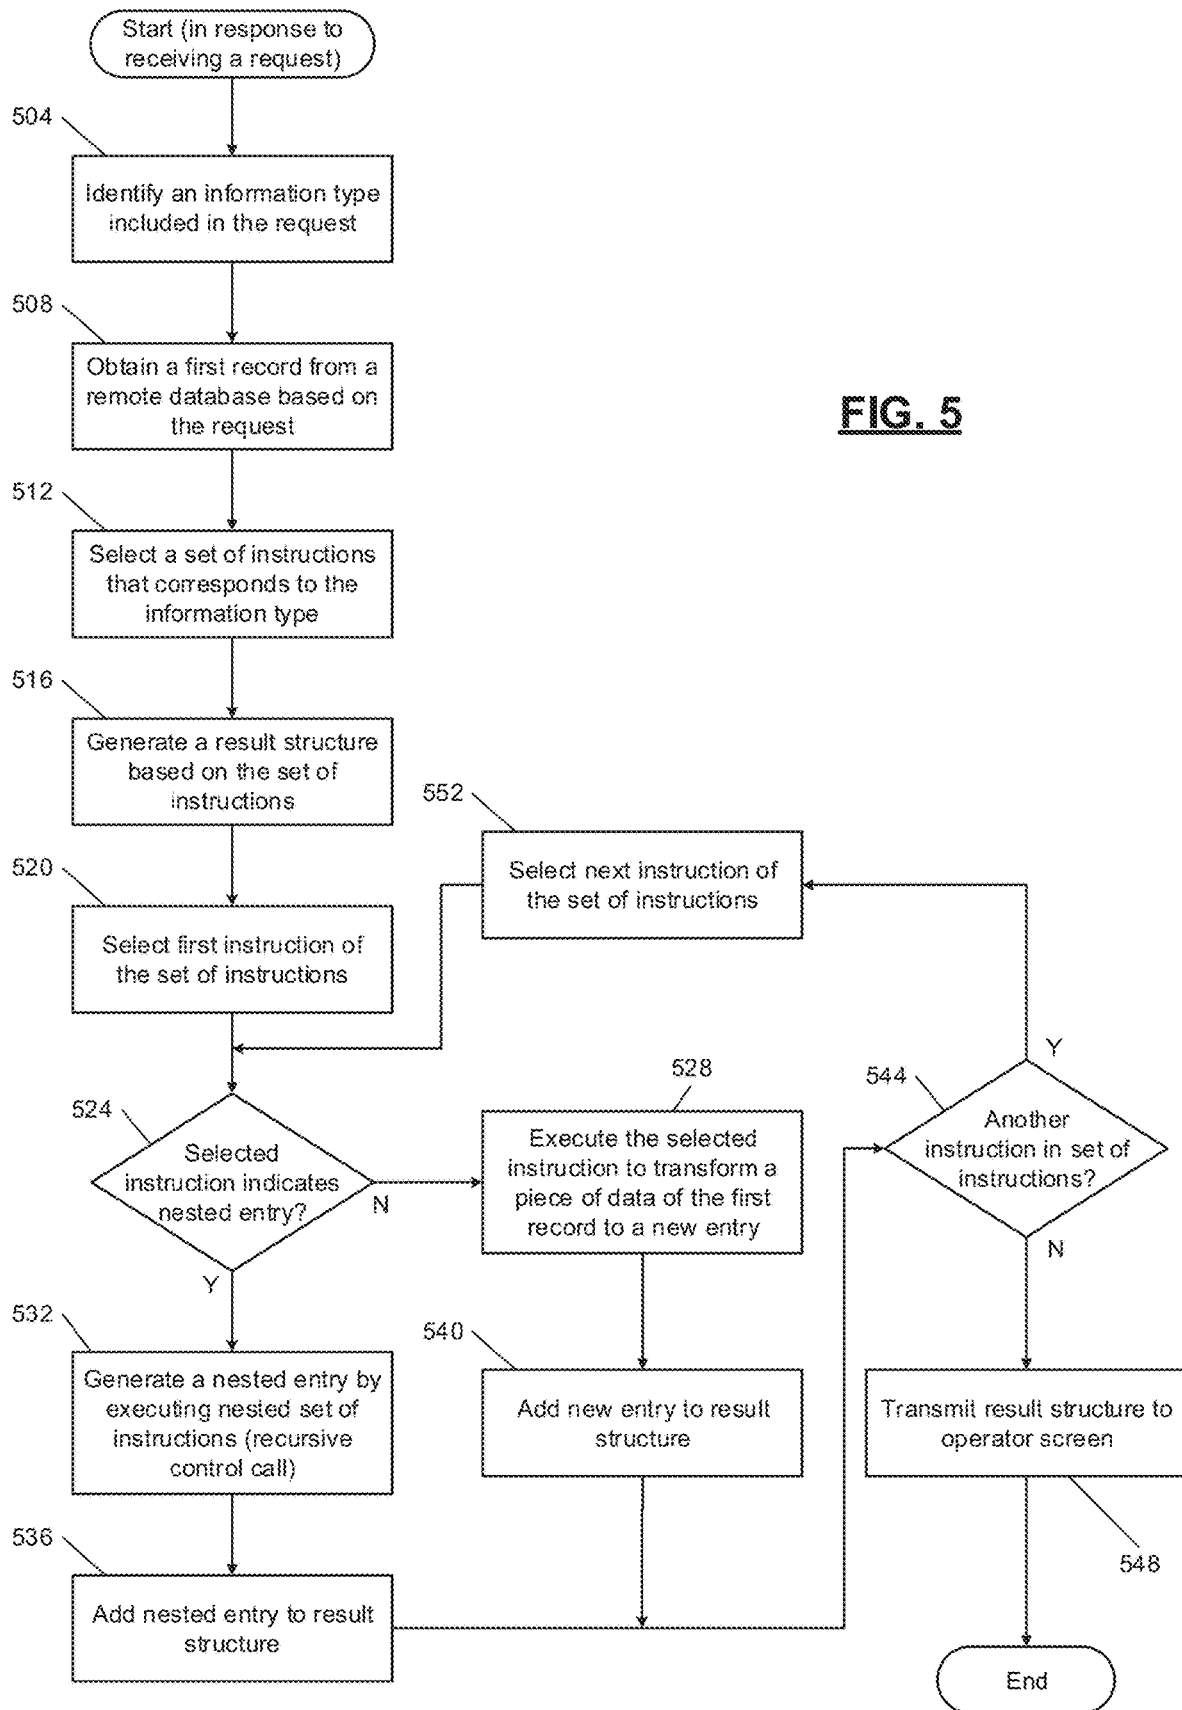 Start (in response to
receiving a request)
504
Identify an information type
included in the request
508
Obtain a first record from a
remote database based on
the request
FIG. 5
512
Select a set of instructions
that corresponds to the
information type
516
Generate a result structure
based on the set of
instructions
552
Select next instruction of
the set of instructions
520
Select first instruction of
the set of instructions
524
Selected
instruction indicates
nested entry?
N
Y
528
Execute the selected
instruction to transform a
piece of data of the first
record to a new entry
544
Another
instruction in set of
instructions?
Y
N
532
Generate a nested entry by
executing nested set of
instructions (recursive
control call)
540
Add new entry to result
structure
Transmit result structure to
operator screen
548
536
Add nested entry to result
structure
End